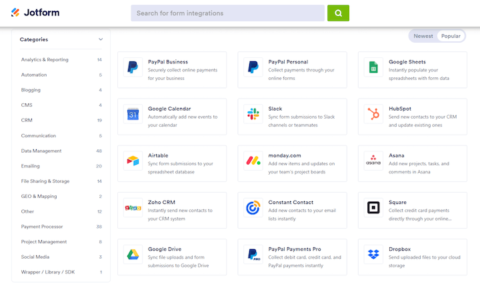 Jotform
Search for form integrations
Newest
Popular
Categories
Analytics & Reporting 14
Automation
Blogging 4
CMS 4
CRM
Communication
Data Management
Emailing
File Sharing & Storage 14
GEO & Mapping 2
Other 12
Payment Processor
Project Management 6
Social Media 2
Wrapper / Library / SDK 1
PayPal Business
Securely collect online payments
for your business
PayPal Personal
Collect payments through your
online forms
Google Sheets
Instantly populate your
spreadsheets with form data
Google Calendar
Automatically add new events to
your calendar
Slack
Sync form submissions to Slack
channels or teammates
HubSpot
Send new contacts to your CRM
and update existing ones
Airtable
Sync form submissions to your
spreadsheet database
monday.com
Add new items and updates on
your team's project boards
Asana
Add new projects, tasks, and
comments in Asana
Zoho CRM
Instantly send new contacts to
your CRM system
Constant Contact
Add new contacts to your email
lists instantly
Square
Collect credit card payments
directly through your online...
Google Drive
Sync file uploads and form
submissions to Google Drive
PayPal Payments Pro
Collect debit card, credit card, and
PayPal payments instantly
Dropbox
Send uploaded files to your cloud
storage